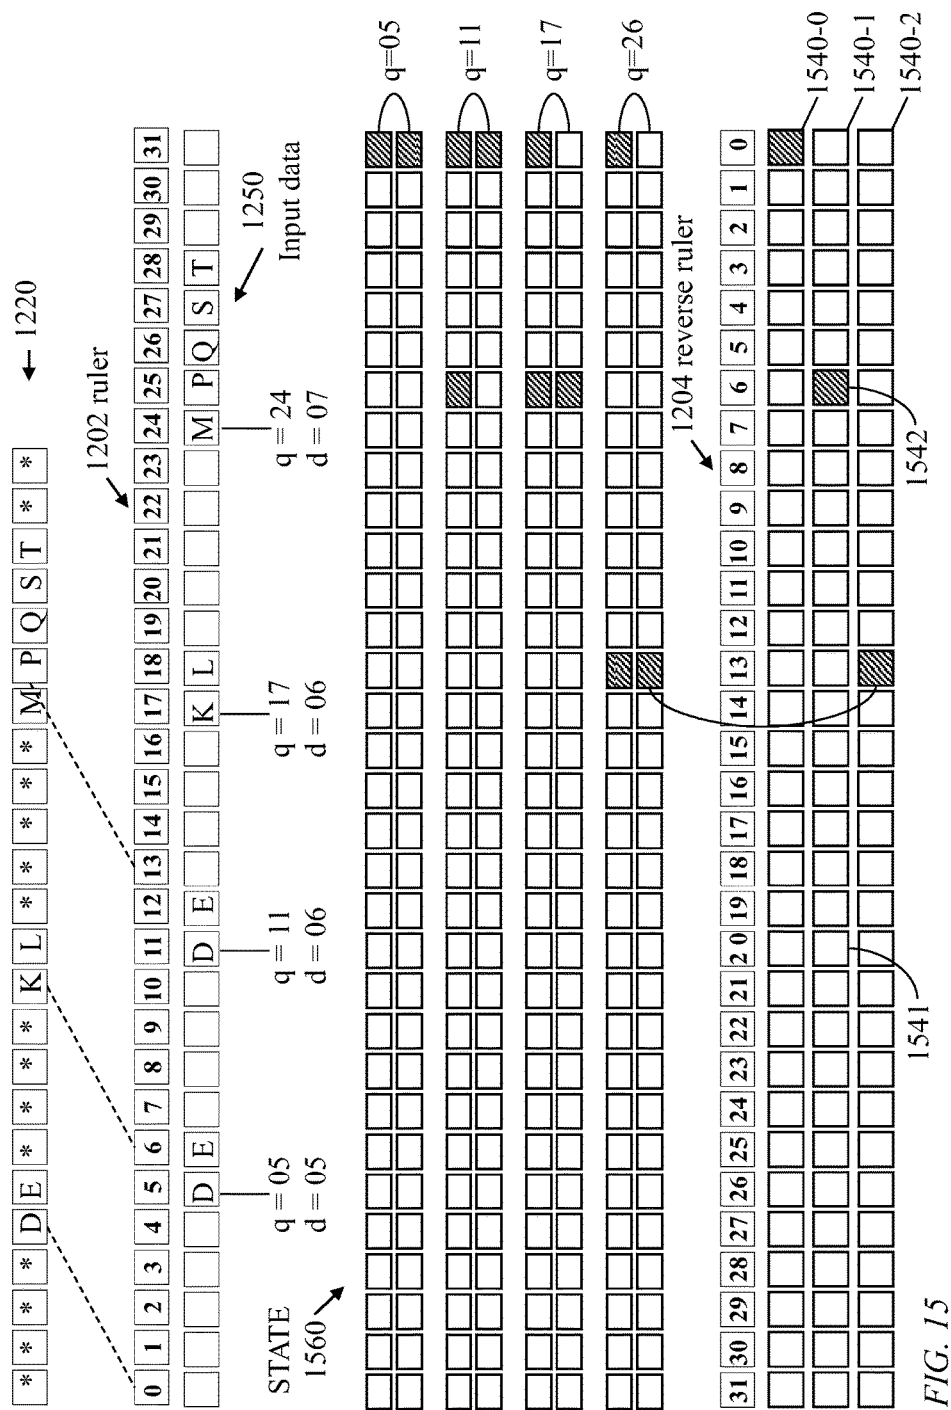 * * * * D E * * * * K L * * * * * M P Q S T * * 1220
1202 ruler
0 1 2 3 4 5 6 7 8 9 10 11 12 13 14 15 16 17 18 19 20 21 22 23 24 25 26 27 28 29 30 31
D E D E K L M P Q S T
1250
Input data
q=05
d=05
q=11
d=06
q=17
d=06
q=24
d=07
STATE
1560
q=05
q=11
q=17
q=26
1204 reverse ruler
31 30 29 28 27 26 25 24 23 22 21 20 19 18 17 16 15 14 13 12 11 10 9 8 7 6 5 4 3 2 1 0
1540-0
1540-1
1540-2
1541
1542
FIG. 15